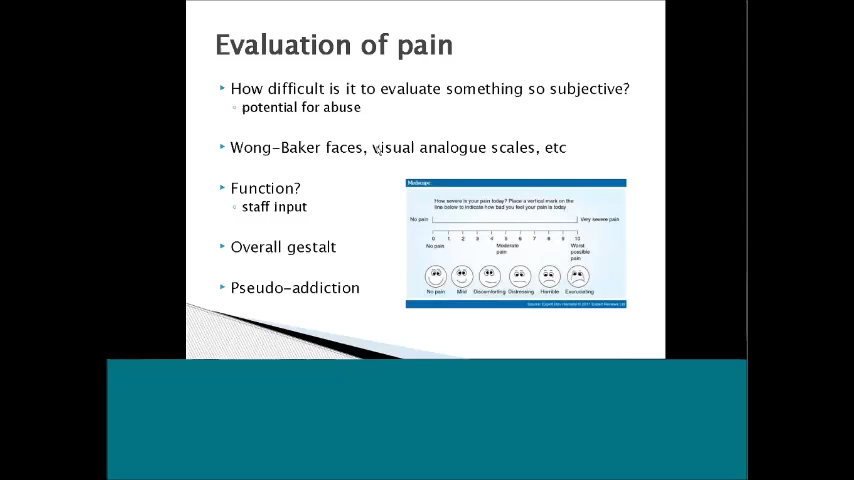 Evaluation of pain
How difficult is it to evaluate something so subjective?
potential for abuse
Wong-Baker faces, visual analogue scales, etc
Function?
staff input
Overall gestalt
Pseudo-addiction
Medscape
How severe is your pain today? Place a vertical mark on the
line below to indicate how bad you feel your pain is today
No pain
Very severe pain
0 1 2 3 4 5 6 7 8 9 10
No pain Moderate pain Worst possible pain
No pain Mild Discomforting Distressing Horrible Excruciating